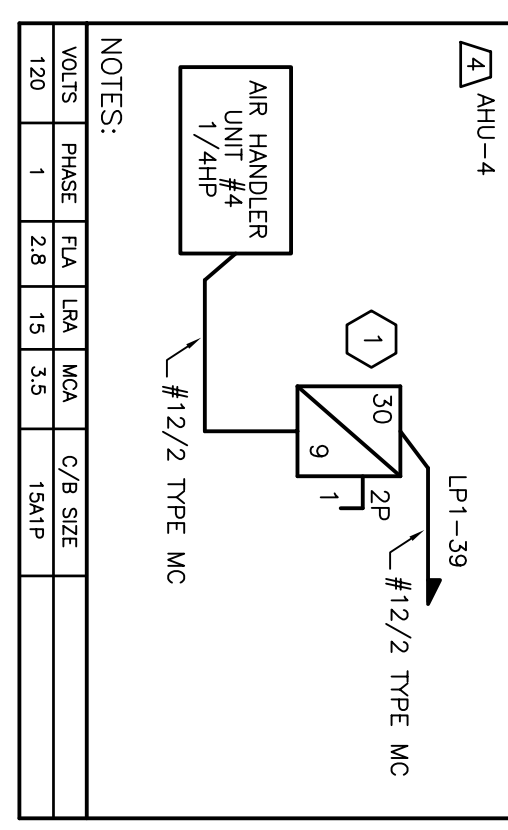 4 AHU-4
AIR HANDLER
UNIT #4
1/4HP
1
30
9
2P
1
LP1-39
#12/2 TYPE MC
#12/2 TYPE MC
NOTES:
VOLTS PHASE FLA LRA MCA C/B SIZE
120 1 2.8 15 3.5 15A1P